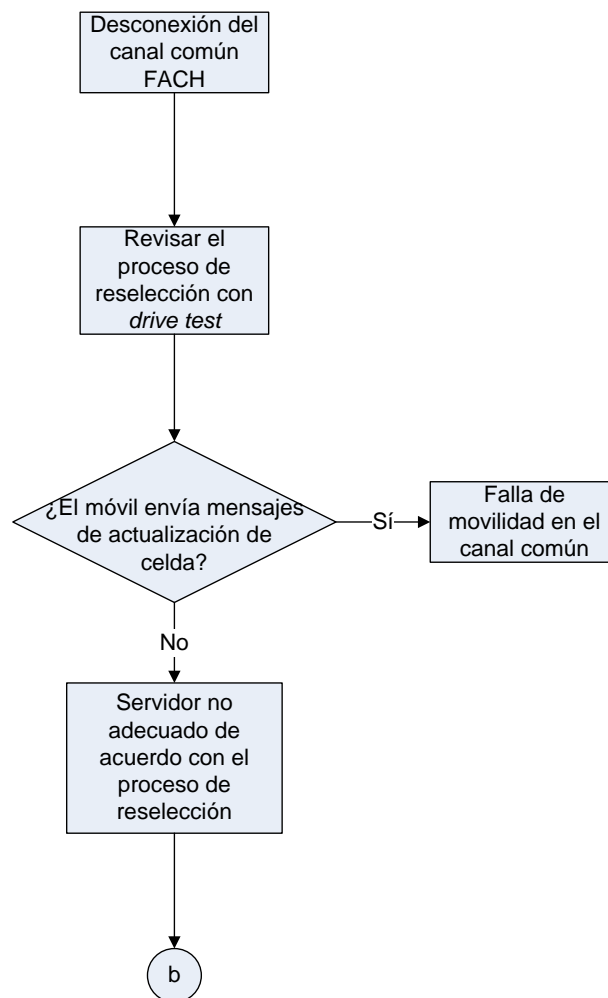 Desconexión del
canal común
FACH
Revisar el
proceso de
reselección con
drive test
¿El móvil envía mensajes
de actualización de
celda?
Sí
Falla de
movilidad en el
canal común
No
Servidor no
adecuado de
acuerdo con el
proceso de
reselección
b